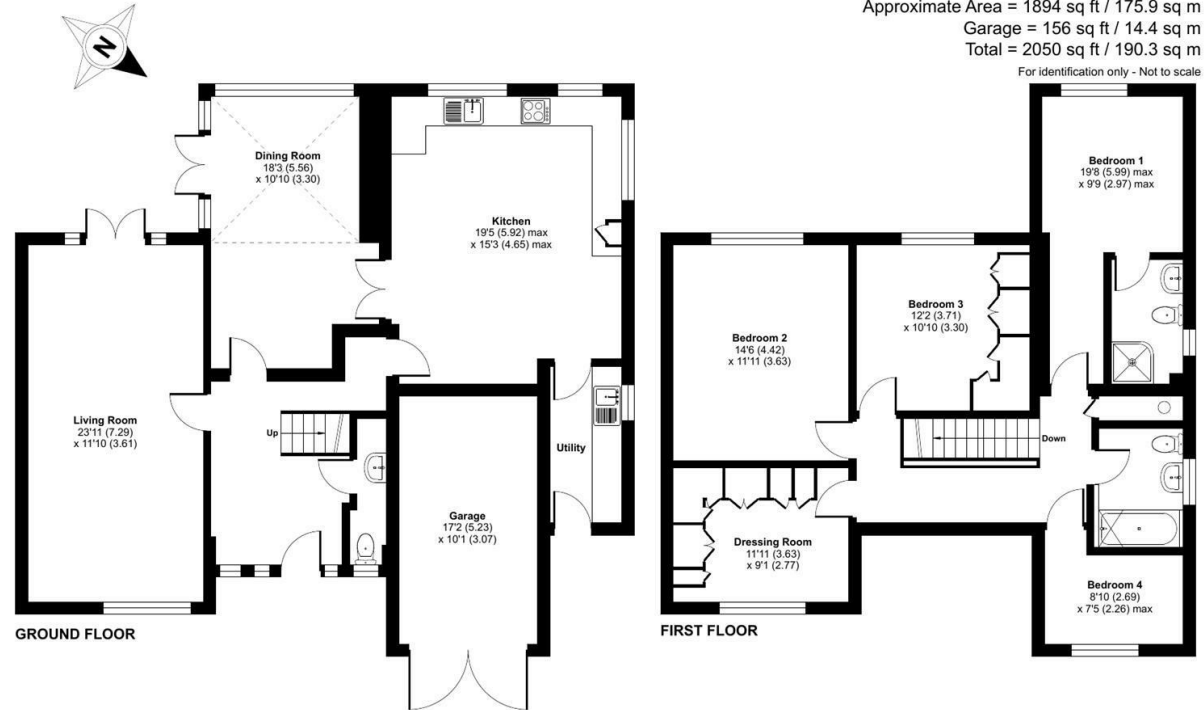 Approximate Area = 1894 sq ft / 175.9 sq m
Garage = 156 sq ft / 14.4 sq m
Total = 2050 sq ft / 190.3 sq m
For identification only - Not to scale
N
Dining Room
18'3 (5.56)
x 10'10 (3.30)
Kitchen
19'5 (5.92) max
x 15'3 (4.65) max
Living Room
23'11 (7.29)
x 11'10 (3.61)
Up
Utility
Garage
17'2 (5.23)
x 10'1 (3.07)
GROUND FLOOR
Bedroom 1
19'8 (5.99) max
x 9'9 (2.97) max
Bedroom 2
14'6 (4.42)
x 11'11 (3.63)
Bedroom 3
12'2 (3.71)
x 10'10 (3.30)
Down
Dressing Room
11'11 (3.63)
x 9'1 (2.77)
Bedroom 4
8'10 (2.69)
x 7'5 (2.26) max
FIRST FLOOR